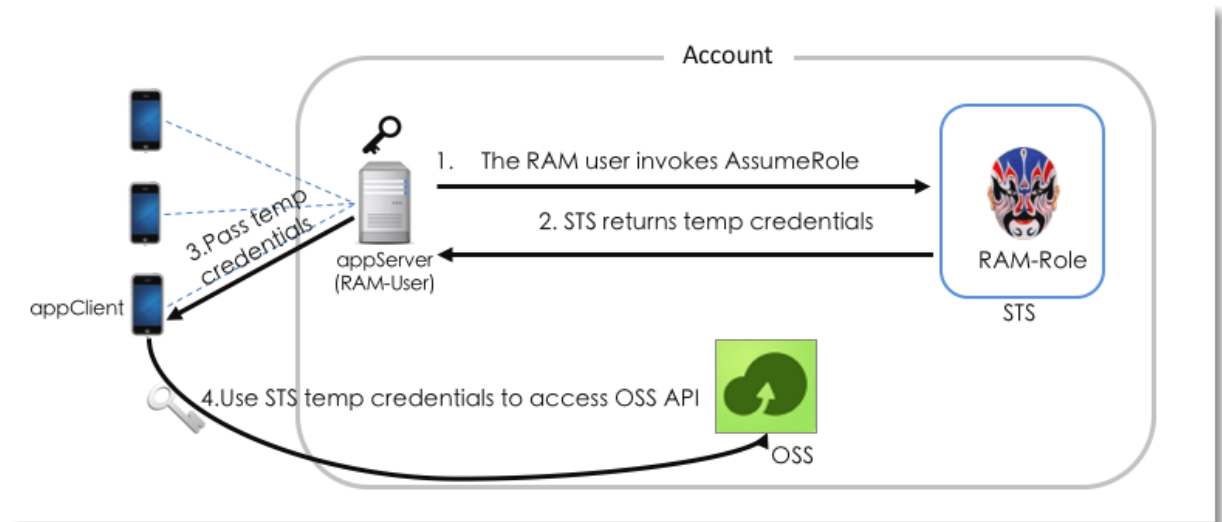 Account
1. The RAM user invokes AssumeRole
2. STS returns temp credentials
3.Pass temp
credentials
appServer
(RAM-User)
RAM-Role
STS
appClient
4.Use STS temp credentials to access OSS API
OSS